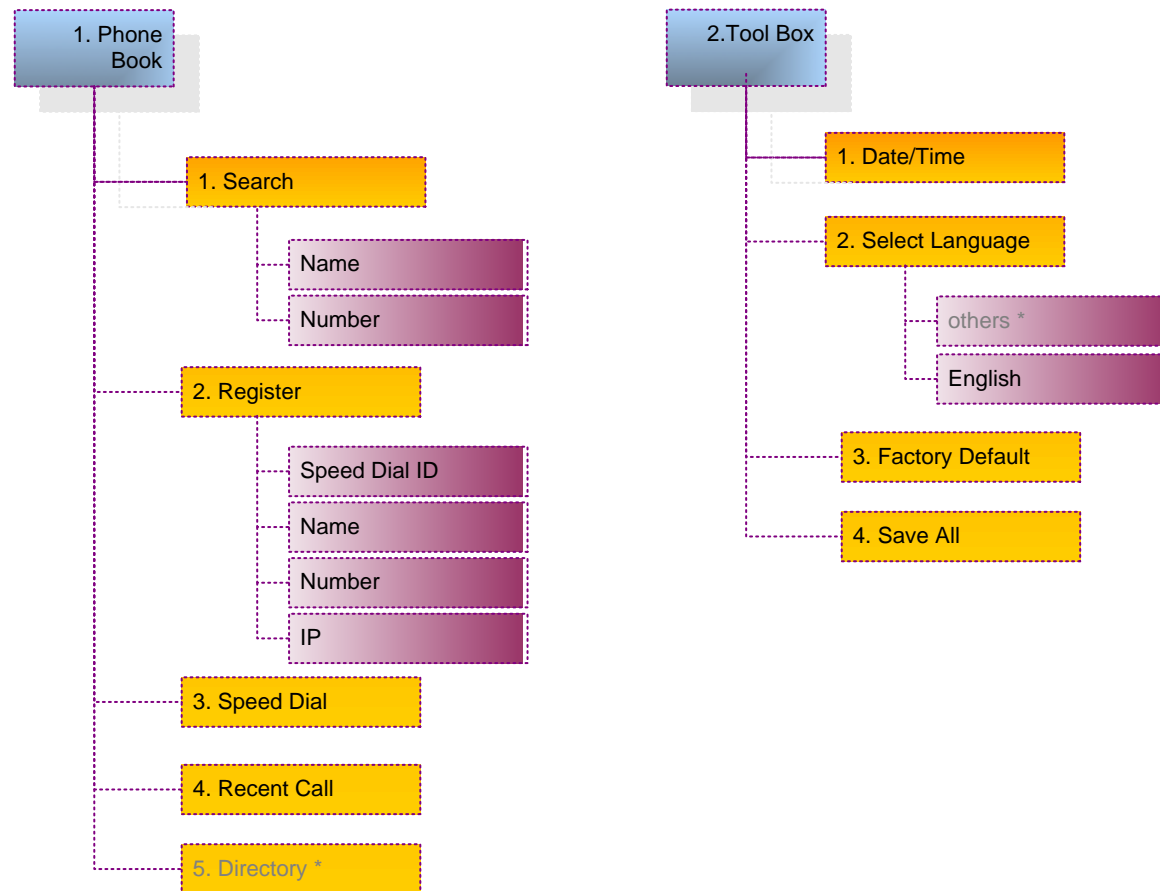 1. Phone
Book
1. Search
Name
Number
2. Register
Speed Dial ID
Name
Number
IP
3. Speed Dial
4. Recent Call
5. Directory *
2.Tool Box
1. Date/Time
2. Select Language
others *
English
3. Factory Default
4. Save All